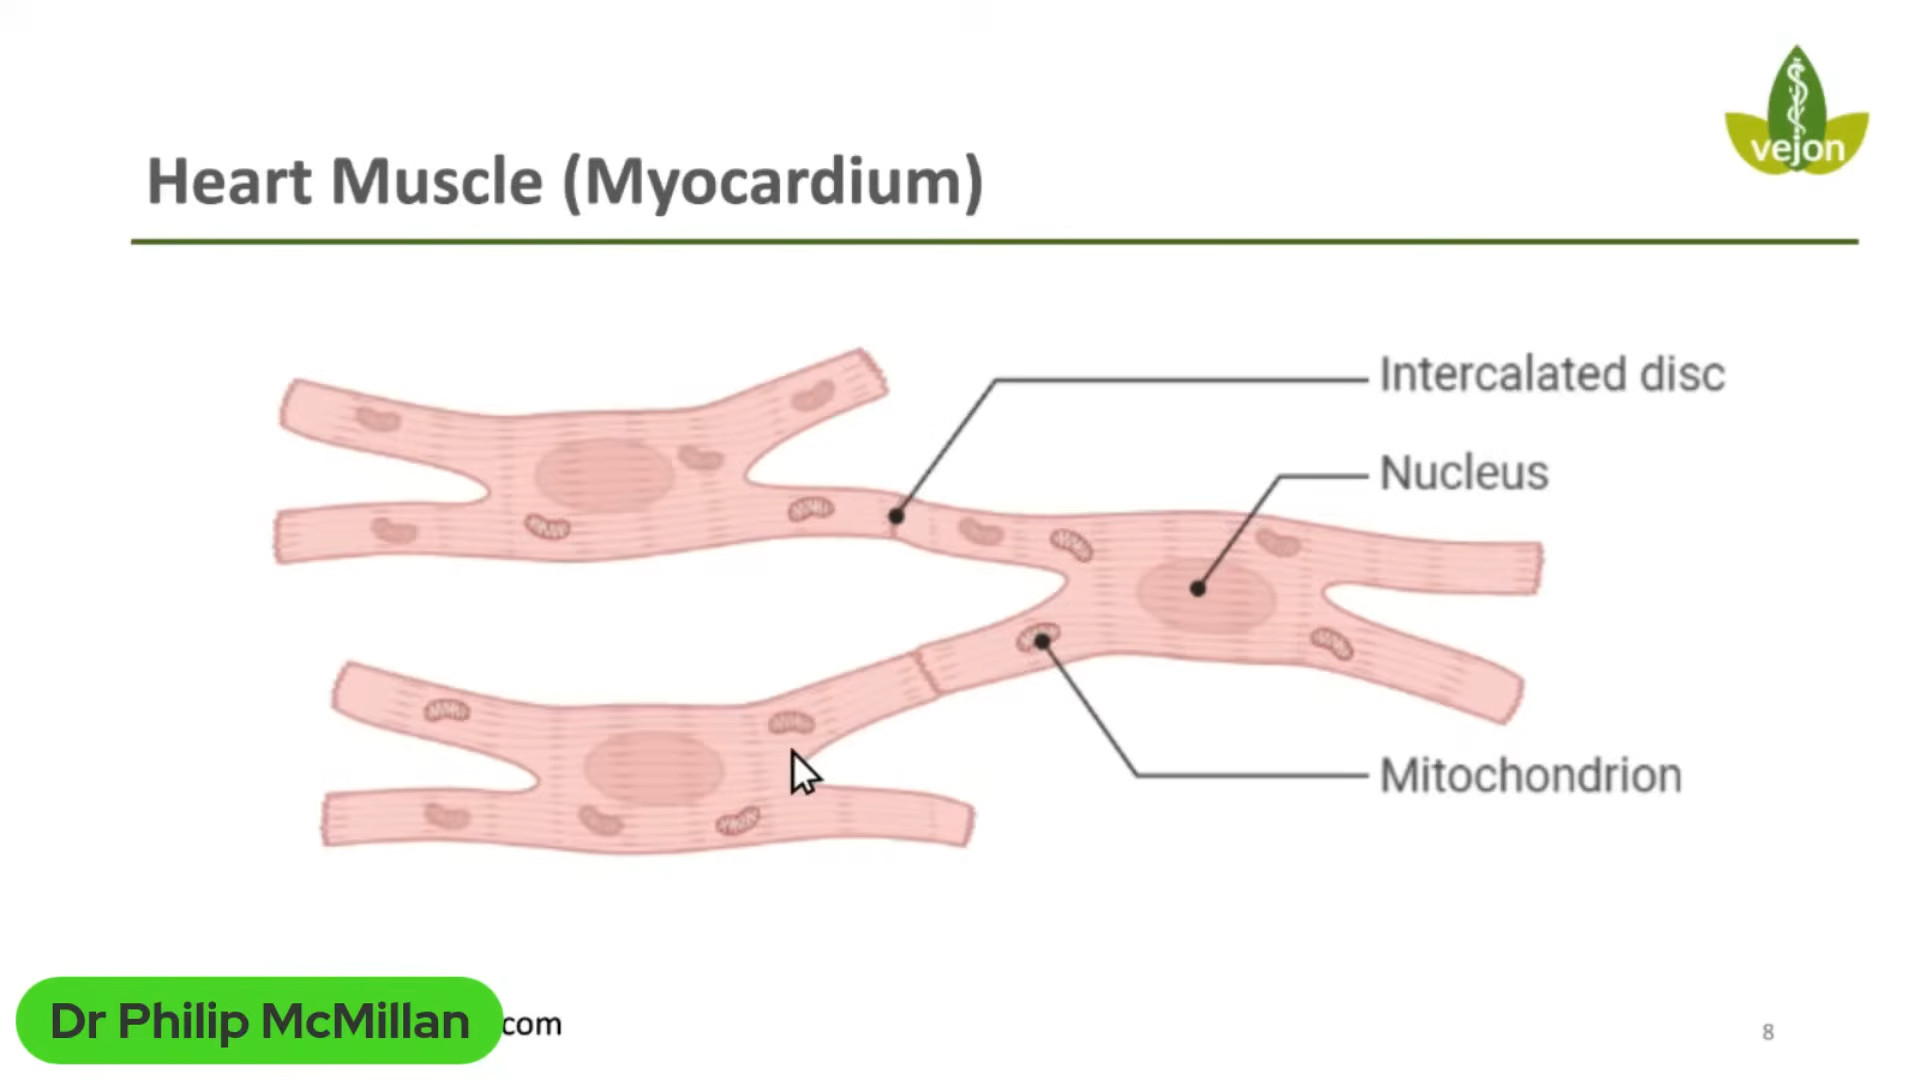 vejon
Heart Muscle (Myocardium)
Intercalated disc
Nucleus
Mitochondrion
Dr Philip McMillan
com
8